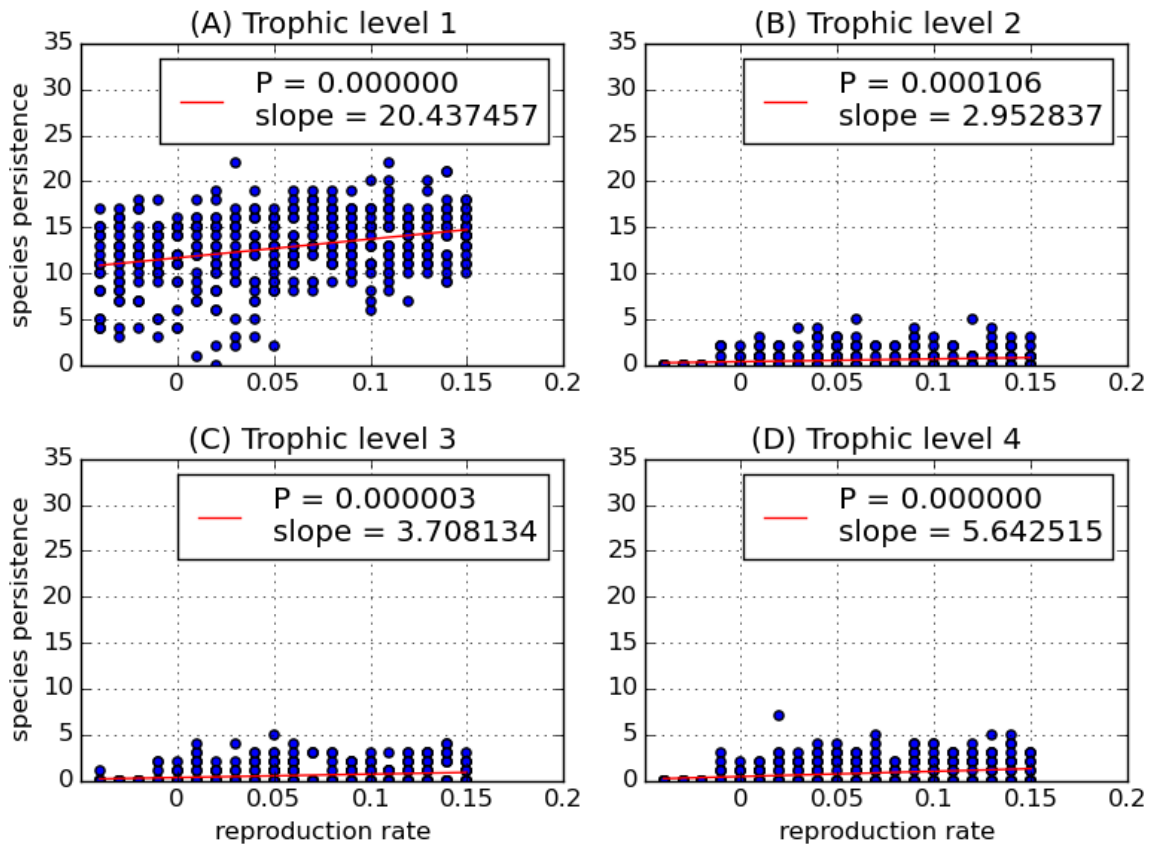 (A) Trophic level 1
P = 0.000000
slope = 20.437457
species persistence
35
30
25
20
15
10
5
0
0 0.05 0.1 0.15 0.2
(B) Trophic level 2
P = 0.000106
slope = 2.952837
35
30
25
20
15
10
5
0
0 0.05 0.1 0.15 0.2
(C) Trophic level 3
P = 0.000003
slope = 3.708134
species persistence
35
30
25
20
15
10
5
0
0 0.05 0.1 0.15 0.2
reproduction rate
(D) Trophic level 4
P = 0.000000
slope = 5.642515
35
30
25
20
15
10
5
0
0 0.05 0.1 0.15 0.2
reproduction rate